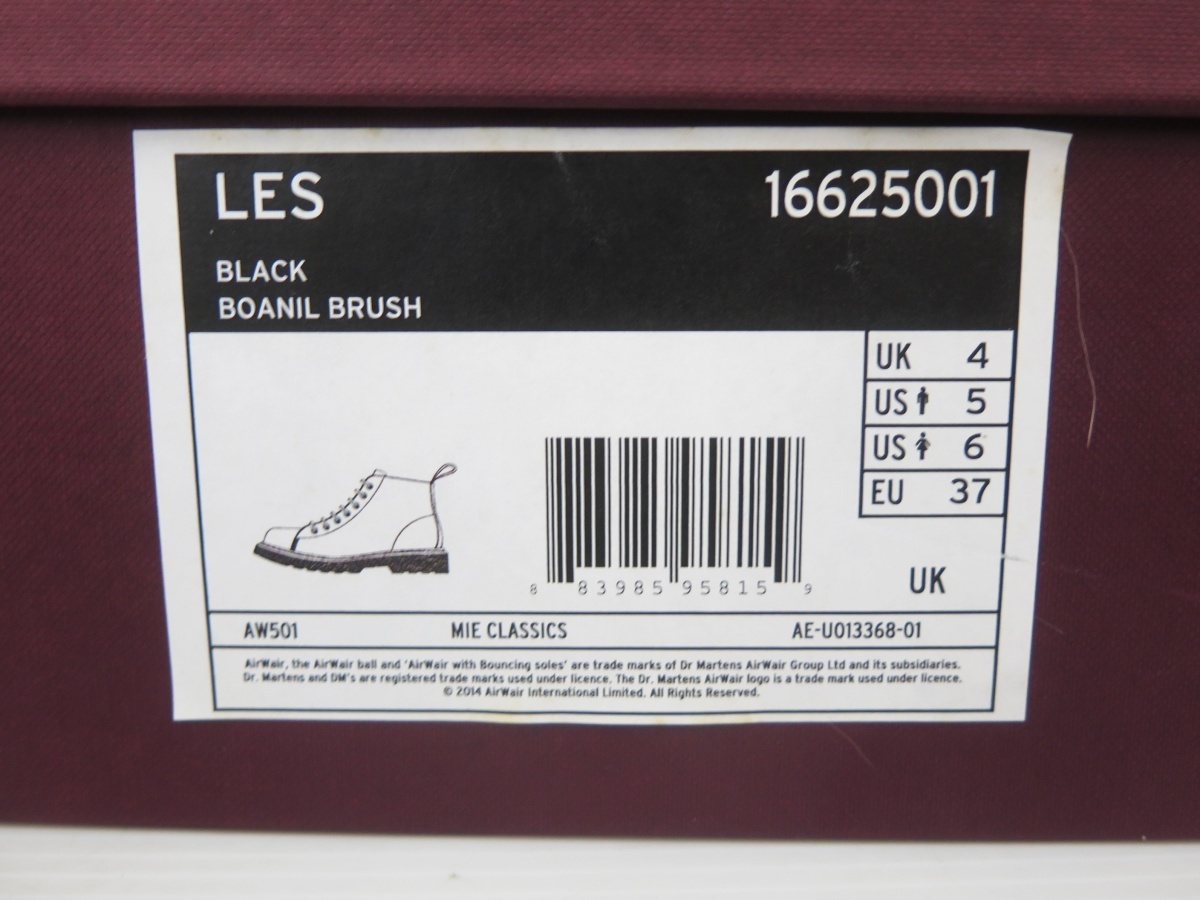 LES 16625001
BLACK
BOANIL BRUSH
UK 4
US 5
US 6
EU 37
8 83985 95815 9
UK
AW501 MIE CLASSICS AE-U013368-01
AirWair, the AirWair ball and 'AirWair with Bouncing soles' are trade marks of Dr Martens AirWair Group Ltd and its subsidiaries.
Dr. Martens and DM's are registered trade marks used under licence. The Dr. Martens AirWair logo is a trade mark used under licence.
© 2014 AirWair International Limited. All Rights Reserved.